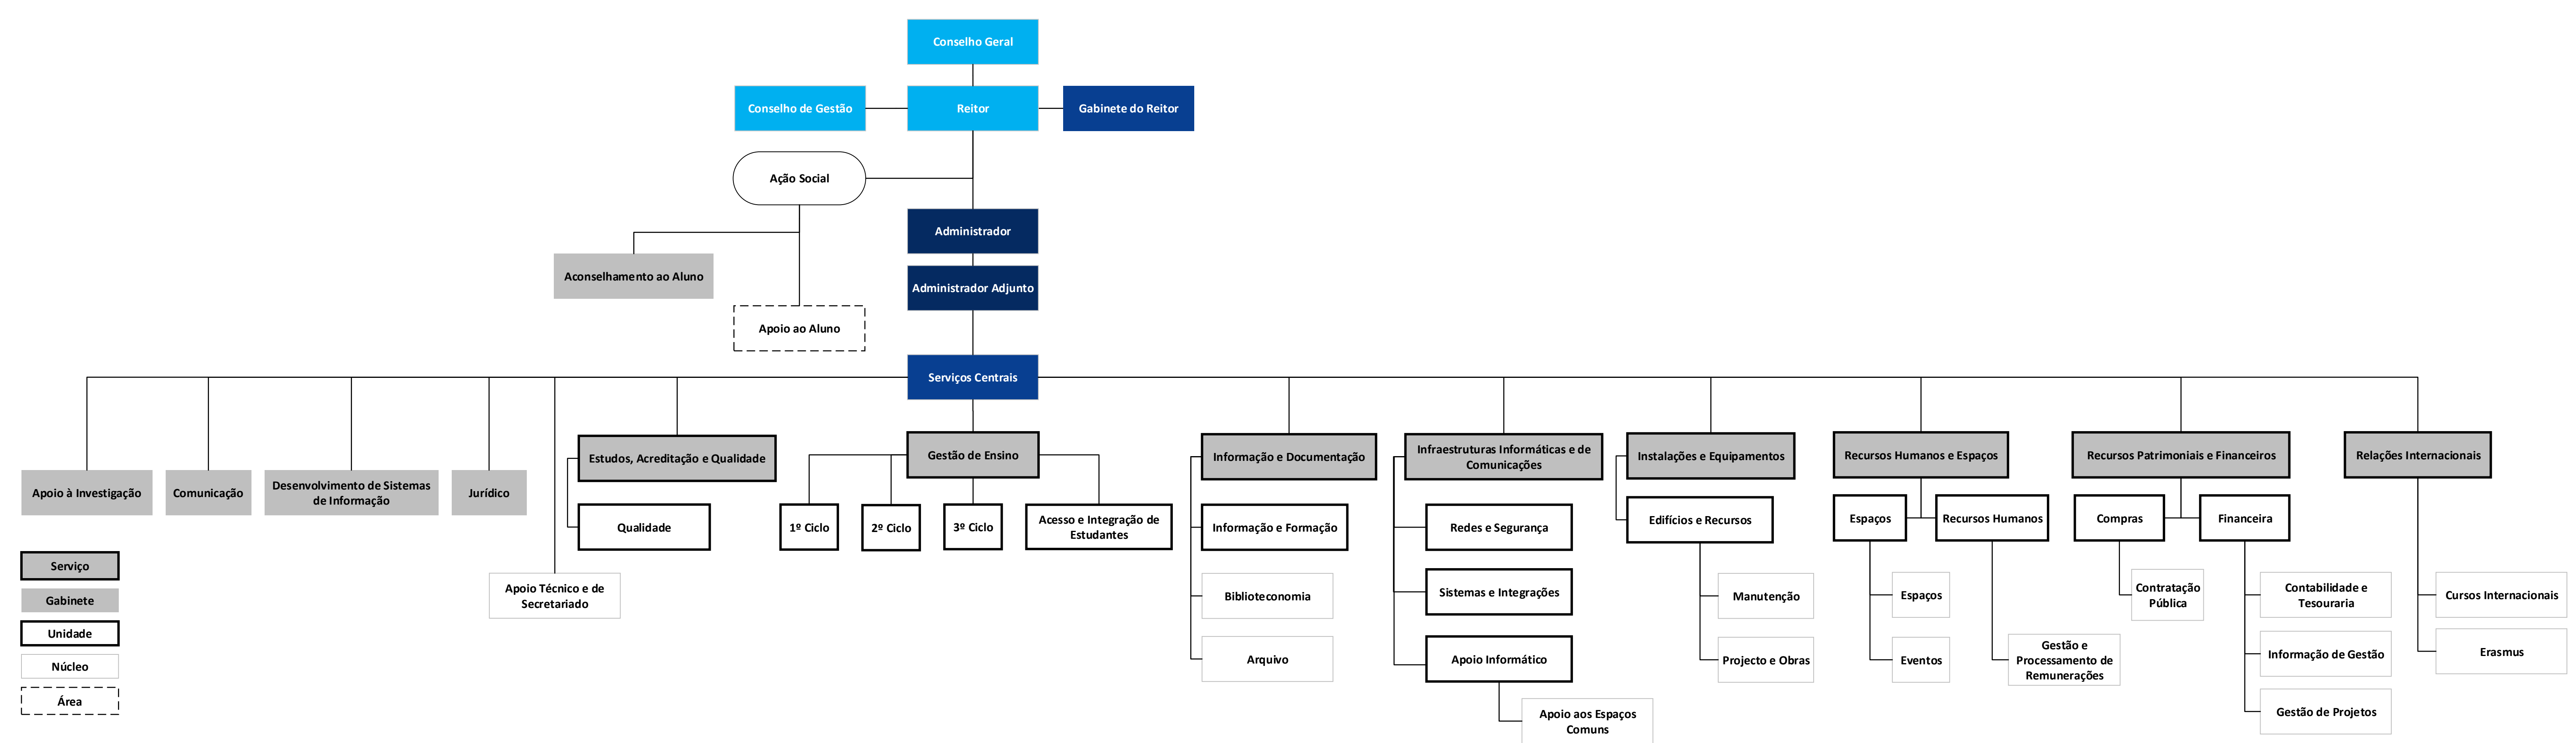 Conselho Geral
Conselho de Gestão
Reitor
Gabinete do Reitor
Ação Social
Administrador
Aconselhamento ao Aluno
Administrador Adjunto
Apoio ao Aluno
Serviços Centrais
Apoio à Investigação
Comunicação
Desenvolvimento de Sistemas
de Informação
Jurídico
Apoio Técnico e de
Secretariado
Estudos, Acreditação e Qualidade
Qualidade
Gestão de Ensino
1º Ciclo
2º Ciclo
3º Ciclo
Acesso e Integração de
Estudantes
Informação e Documentação
Informação e Formação
Biblioteconomia
Arquivo
Infraestruturas Informáticas e de
Comunicações
Redes e Segurança
Sistemas e Integrações
Apoio Informático
Apoio aos Espaços
Comuns
Instalações e Equipamentos
Edifícios e Recursos
Manutenção
Projecto e Obras
Recursos Humanos e Espaços
Espaços
Recursos Humanos
Espaços
Eventos
Gestão e
Processamento de
Remunerações
Recursos Patrimoniais e Financeiros
Compras
Financeira
Contratação
Pública
Contabilidade e
Tesouraria
Informação de Gestão
Gestão de Projetos
Relações Internacionais
Cursos Internacionais
Erasmus
Serviço
Gabinete
Unidade
Núcleo
Área